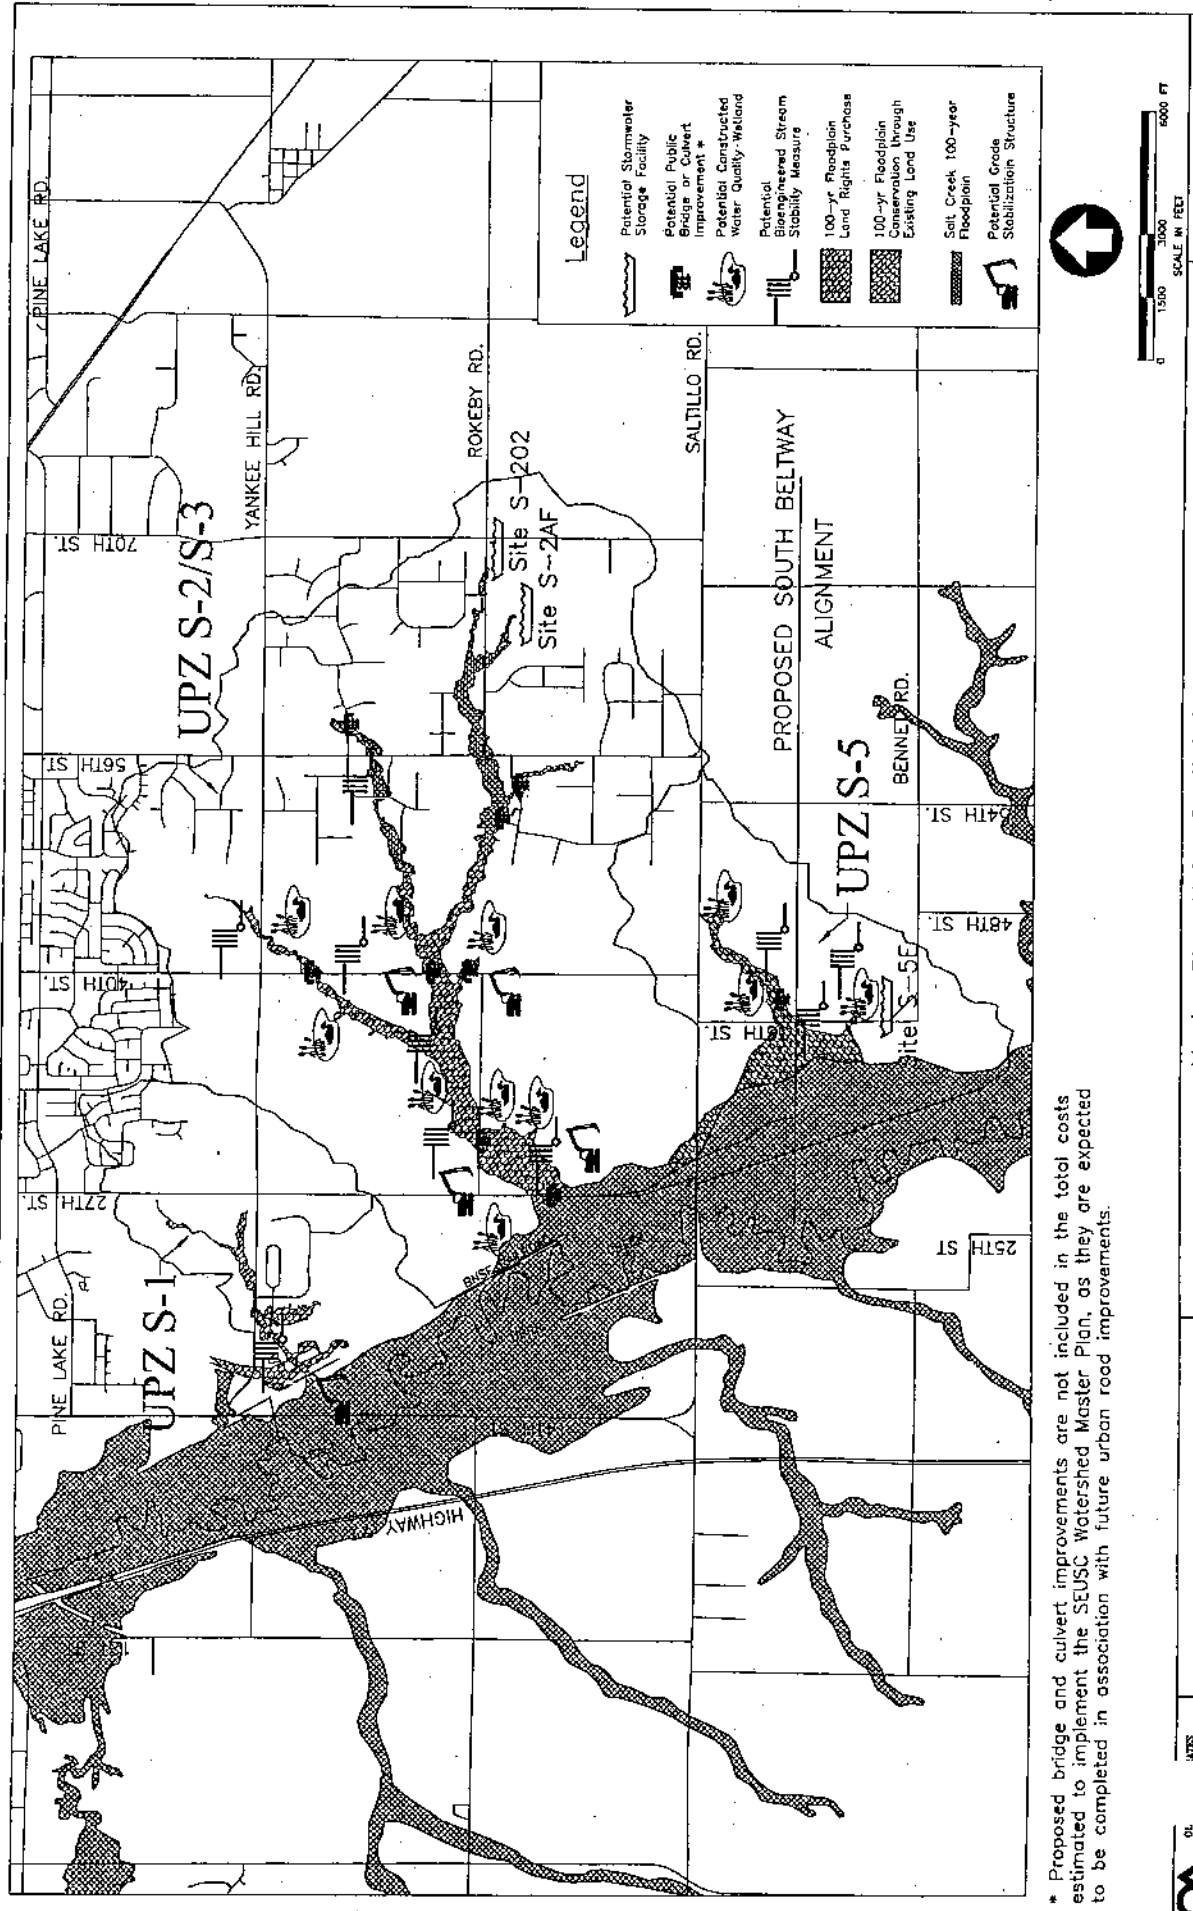 PINE LAKE RD.
PINE LAKE RD.
YANKEE HILL RD.
ROKEBY RD.
SALTILLO RD.
BENNET RD.
UPZ S-1
UPZ S-2/S-3
UPZ S-5
27TH ST.
40TH ST.
56TH ST.
70TH ST.
Site S-202
Site S-2AF
HIGHWAY
BNSF
25TH ST
48TH ST.
54TH ST.
PROPOSED SOUTH BELTWAY
ALIGNMENT
Legend
Potential Stormwater
Storage Facility
Potential Public
Bridge or Culvert
Improvement *
Potential Constructed
Water Quality-Wetland
Potential
Bioengineered Stream
Stability Measure
100-yr Floodplain
Land Rights Purchase
100-yr Floodplain
Conservation through
Existing Land Use
Salt Creek 100-year
Floodplain
Potential Grade
Stabilization Structure
0 1500 3000 6000 FT
SCALE IN FEET
* Proposed bridge and culvert improvements are not included in the total costs
estimated to implement the SEUSC Watershed Master Plan, as they are expected
to be completed in association with future urban road improvements.